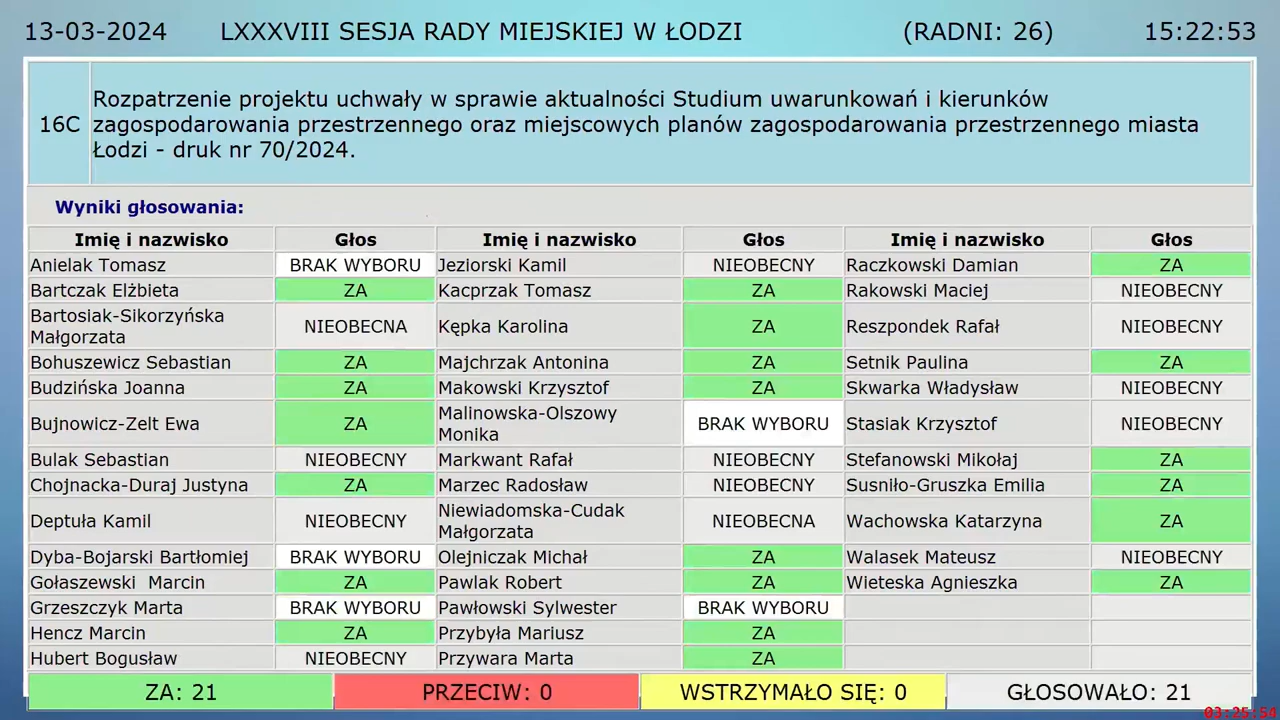 13-03-2024 LXXXVIII SESJA RADY MIEJSKIEJ W ŁODZI (RADNI: 26) 15:22:53
16C Rozpatrzenie projektu uchwały w sprawie aktualności Studium uwarunkowań i kierunków
zagospodarowania przestrzennego oraz miejscowych planów zagospodarowania przestrzennego miasta
Łodzi - druk nr 70/2024.
Wyniki głosowania:
Imię i nazwisko Głos Imię i nazwisko Głos Imię i nazwisko Głos
Anielak Tomasz BRAK WYBORU Jeziorski Kamil NIEOBECNY Raczkowski Damian ZA
Bartczak Elżbieta ZA Kacprzak Tomasz ZA Rakowski Maciej NIEOBECNY
Bartosiak-Sikorzyńska
Małgorzata NIEOBECNA Kępka Karolina ZA Reszpondek Rafał NIEOBECNY
Bohuszewicz Sebastian ZA Majchrzak Antonina ZA Setnik Paulina ZA
Budzińska Joanna ZA Makowski Krzysztof ZA Skwarka Władysław NIEOBECNY
Bujnowicz-Zelt Ewa ZA Malinowska-Olszowy
Monika BRAK WYBORU Stasiak Krzysztof NIEOBECNY
Bulak Sebastian NIEOBECNY Markwant Rafał NIEOBECNY Stefanowski Mikołaj ZA
Chojnacka-Duraj Justyna ZA Marzec Radosław NIEOBECNY Susniło-Gruszka Emilia ZA
Deptuła Kamil NIEOBECNY Niewiadomska-Cudak
Małgorzata NIEOBECNA Wachowska Katarzyna ZA
Dyba-Bojarski Bartłomiej BRAK WYBORU Olejniczak Michał ZA Walasek Mateusz NIEOBECNY
Gołaszewski Marcin ZA Pawlak Robert ZA Wieteska Agnieszka ZA
Grzeszczyk Marta BRAK WYBORU Pawłowski Sylwester BRAK WYBORU
Hencz Marcin ZA Przybyła Mariusz ZA
Hubert Bogusław NIEOBECNY Przywara Marta ZA
ZA: 21 PRZECIW: 0 WSTRZYMAŁO SIĘ: 0 GŁOSOWAŁO: 21
03:25:54